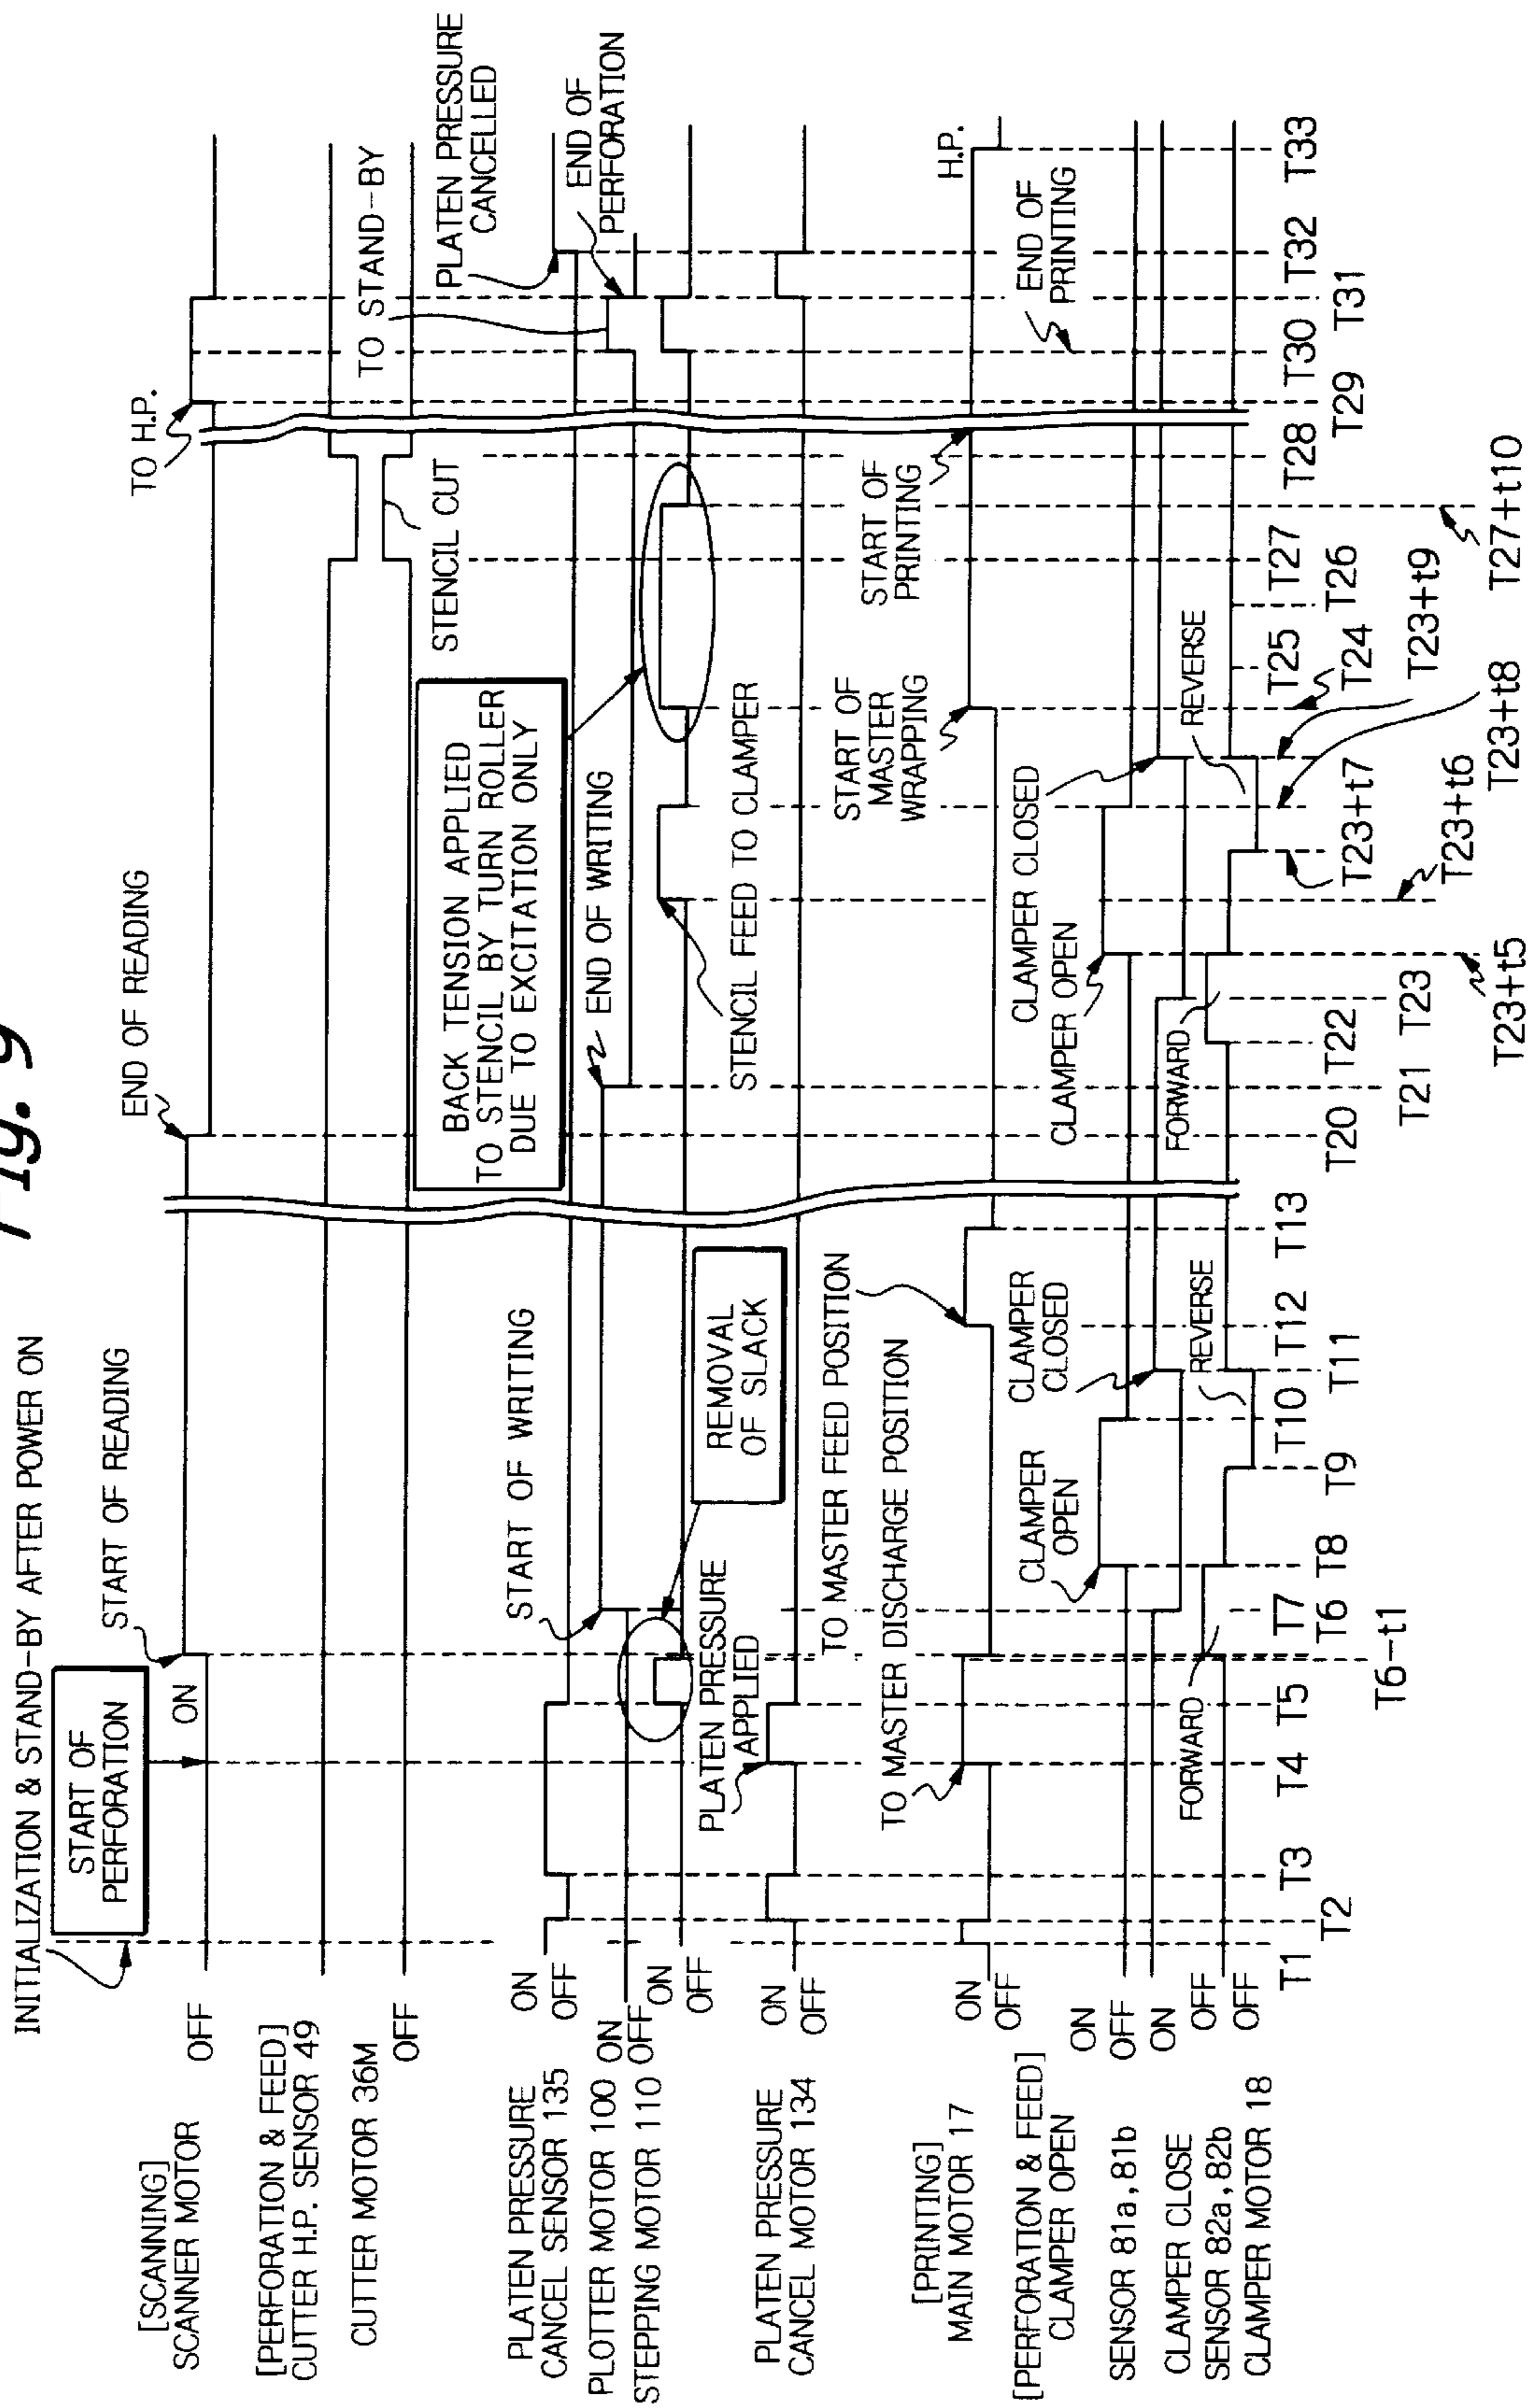 Fig. 9
INITIALIZATION & STAND-BY AFTER POWER ON
START OF
PERFORATION
START OF READING
END OF READING
TO H.P.
[SCANNING]
SCANNER MOTOR
ON
OFF
[PERFORATION & FEED]
CUTTER H.P. SENSOR 49
CUTTER MOTOR 36M
OFF
STENCIL CUT
TO STAND-BY
PLATEN PRESSURE
CANCELLED
END OF
PERFORATION
BACK TENSION APPLIED
TO STENCIL BY TURN ROLLER
DUE TO EXCITATION ONLY
PLATEN PRESSURE
CANCEL SENSOR 135
ON
OFF
PLOTTER MOTOR 100
ON
OFF
STEPPING MOTOR 110
ON
OFF
START OF WRITING
END OF WRITING
REMOVAL
OF SLACK
STENCIL FEED TO CLAMPER
PLATEN PRESSURE
CANCEL MOTOR 134
ON
OFF
PLATEN PRESSURE
APPLIED
TO MASTER FEED POSITION
TO MASTER DISCHARGE POSITION
START OF
MASTER
WRAPPING
START OF
PRINTING
END OF
PRINTING
H.P.
[PRINTING]
MAIN MOTOR 17
ON
OFF
[PERFORATION & FEED]
CLAMPER OPEN
SENSOR 81a,81b
ON
OFF
CLAMPER CLOSE
SENSOR 82a,82b
ON
OFF
CLAMPER MOTOR 18
OFF
CLAMPER
OPEN
CLAMPER
CLOSED
CLAMPER OPEN
CLAMPER CLOSED
FORWARD
REVERSE
FORWARD
REVERSE
T1
T2
T3
T4
T5
T6-t1
T6
T7
T8
T9
T10
T11
T12
T13
T20
T21
T22
T23
T23+t5
T23+t6
T23+t7
T23+t8
T23+t9
T24
T25
T26
T27
T27+t10
T28
T29
T30
T31
T32
T33